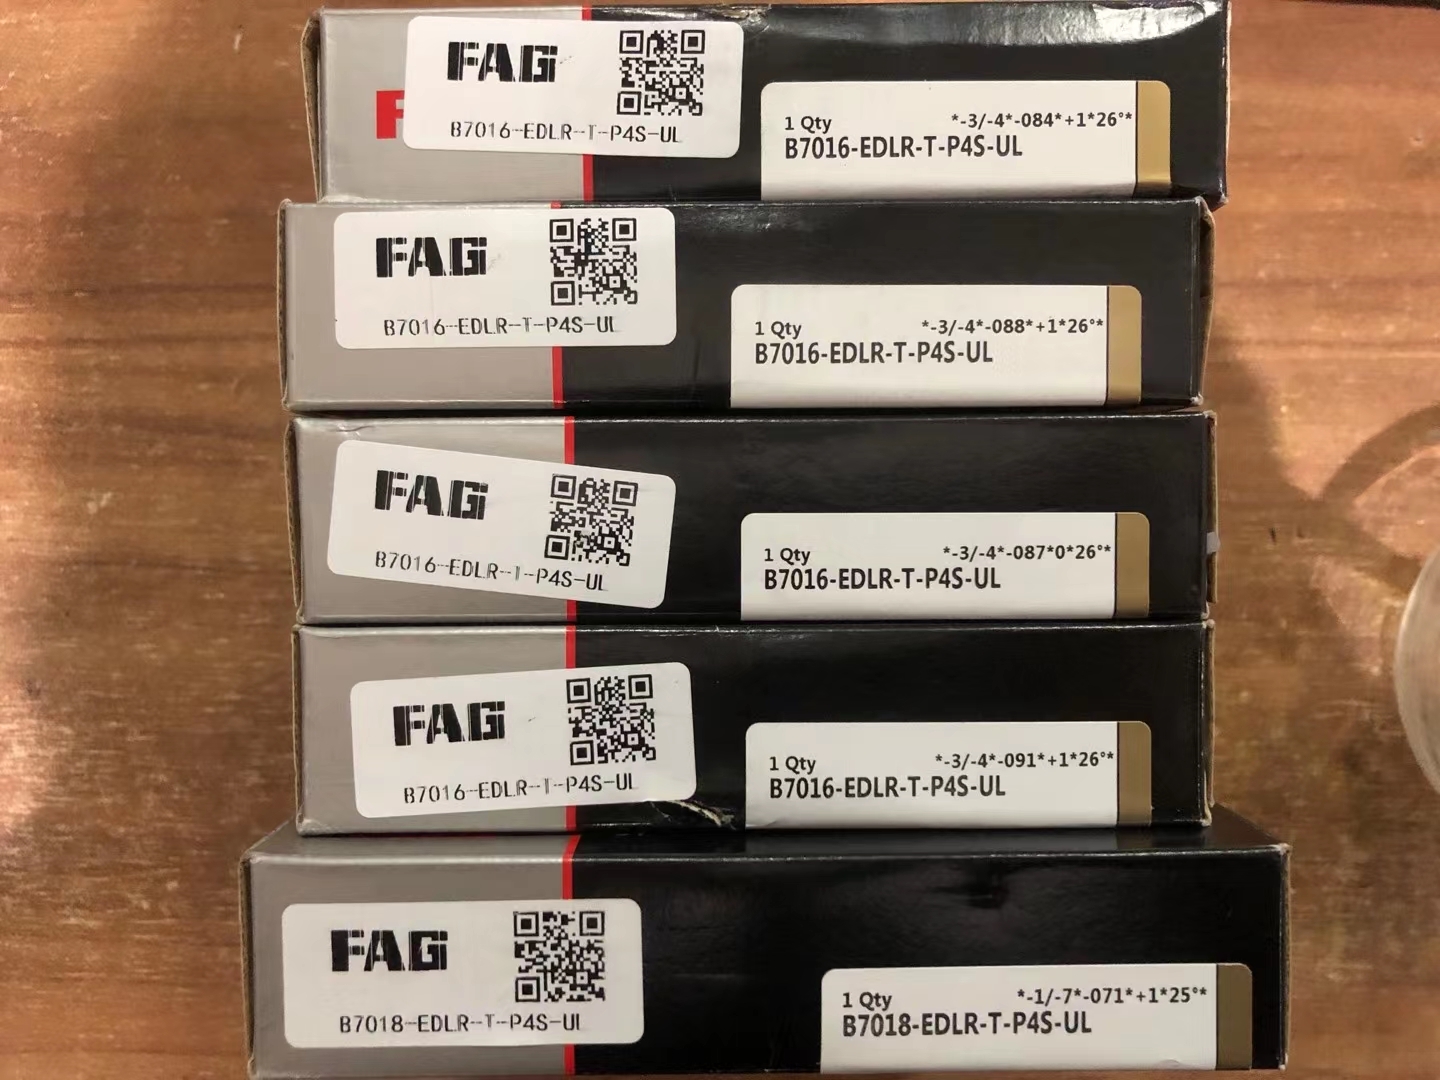 FAG
B7016-EDLR-T-P4S-UL
F
1 Qty *-3/-4*-084*+1*26°*
B7016-EDLR-T-P4S-UL
FAG
B7016-EDLR-T-P4S-UL
1 Qty *-3/-4*-088*+1*26°*
B7016-EDLR-T-P4S-UL
FAG
B7016-EDLR-T-P4S-UL
1 Qty *-3/-4*-087*0*26°*
B7016-EDLR-T-P4S-UL
FAG
B7016-EDLR-T-P4S-UL
1 Qty *-3/-4*-091*+1*26°*
B7016-EDLR-T-P4S-UL
FAG
B7018-EDLR-T-P4S-UL
1 Qty *-1/-7*-071*+1*25°*
B7018-EDLR-T-P4S-UL